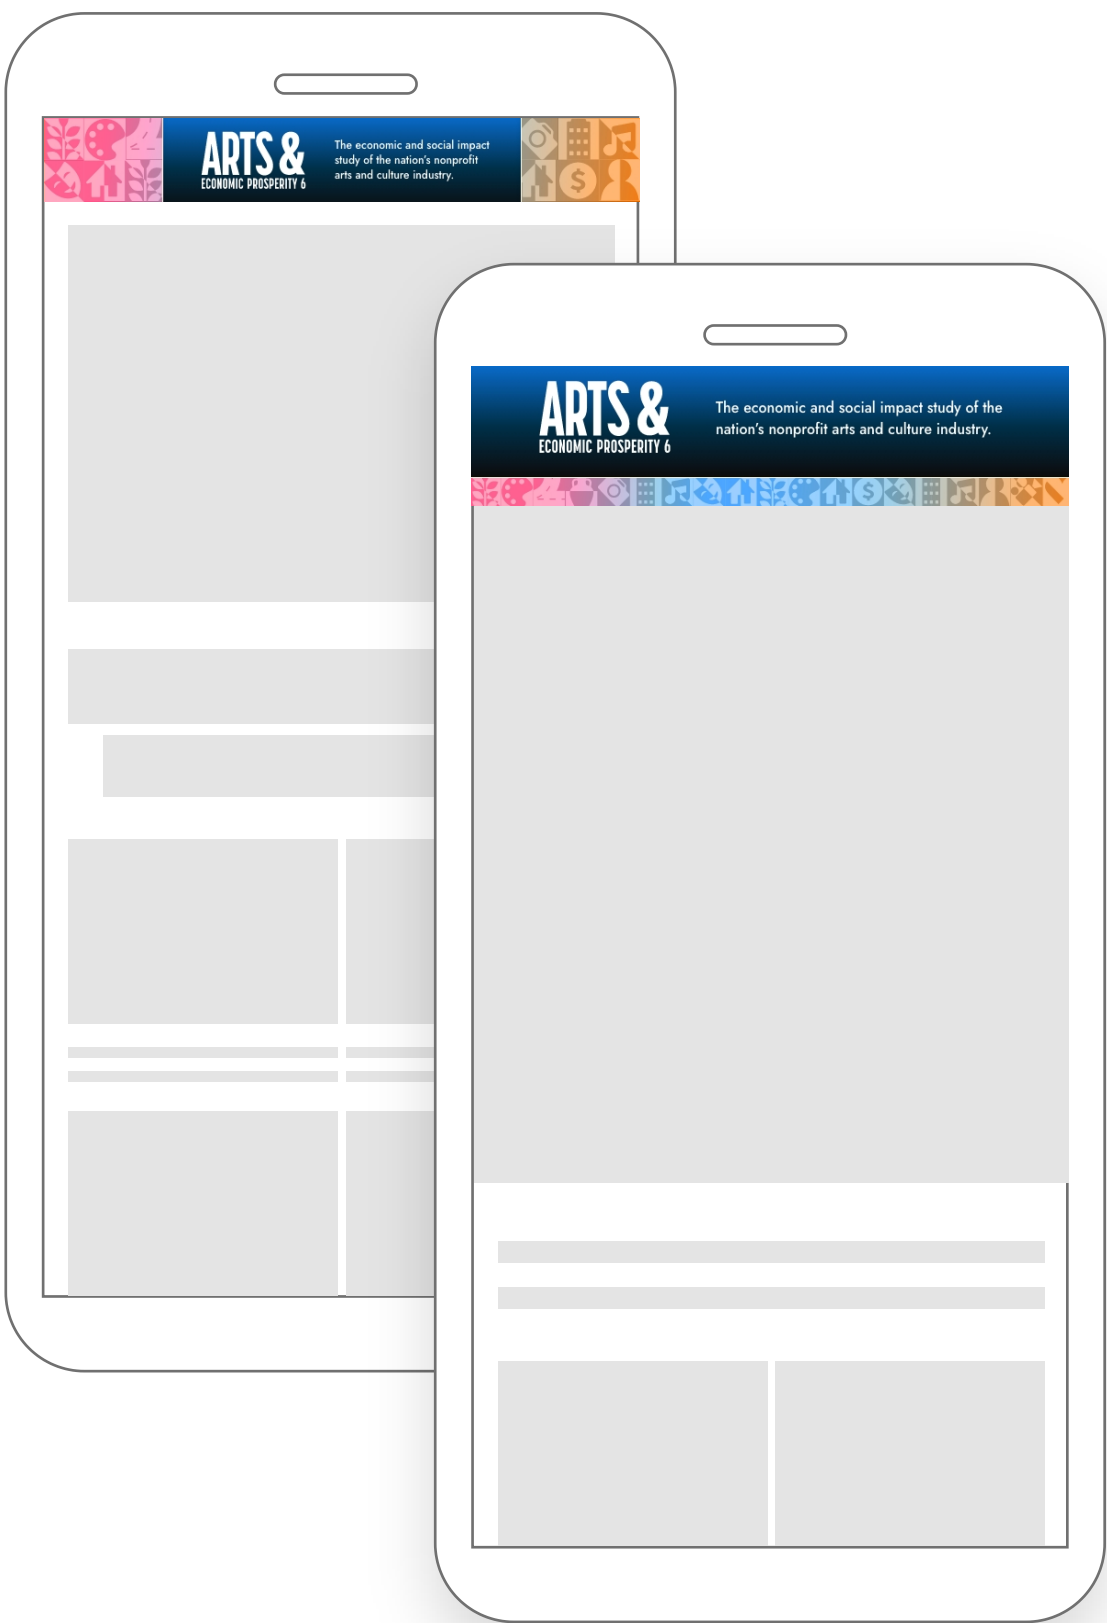 ARTS &
ECONOMIC PROSPERITY 6
The economic and social impact
study of the nation's nonprofit
arts and culture industry.
ARTS &
ECONOMIC PROSPERITY 6
The economic and social impact study of the
nation's nonprofit arts and culture industry.